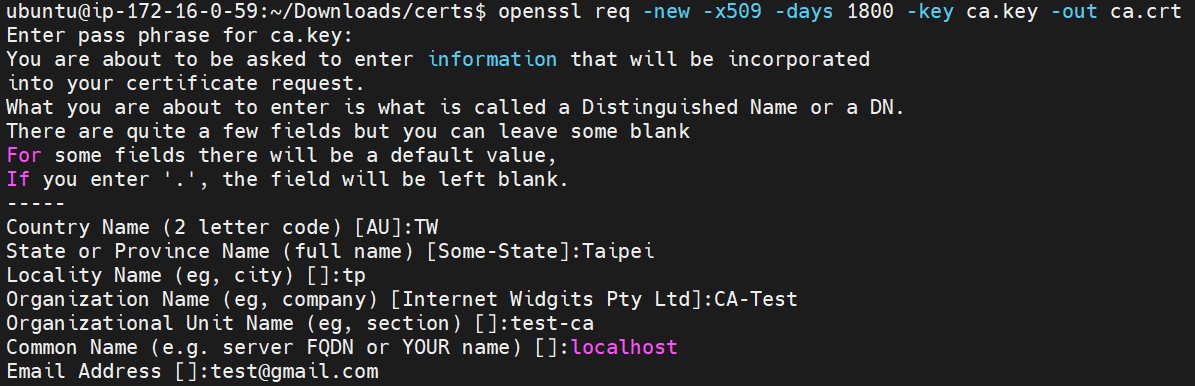 ubuntu@ip-172-16-0-59:~/Downloads/certs$ openssl req -new -x509 -days 1800 -key ca.key -out ca.crt
Enter pass phrase for ca.key:
You are about to be asked to enter information that will be incorporated
into your certificate request.
What you are about to enter is what is called a Distinguished Name or a DN.
There are quite a few fields but you can leave some blank
For some fields there will be a default value,
If you enter '.', the field will be left blank.
-----
Country Name (2 letter code) [AU]:TW
State or Province Name (full name) [Some-State]:Taipei
Locality Name (eg, city) []:tp
Organization Name (eg, company) [Internet Widgits Pty Ltd]:CA-Test
Organizational Unit Name (eg, section) []:test-ca
Common Name (e.g. server FQDN or YOUR name) []:localhost
Email Address []:test@gmail.com